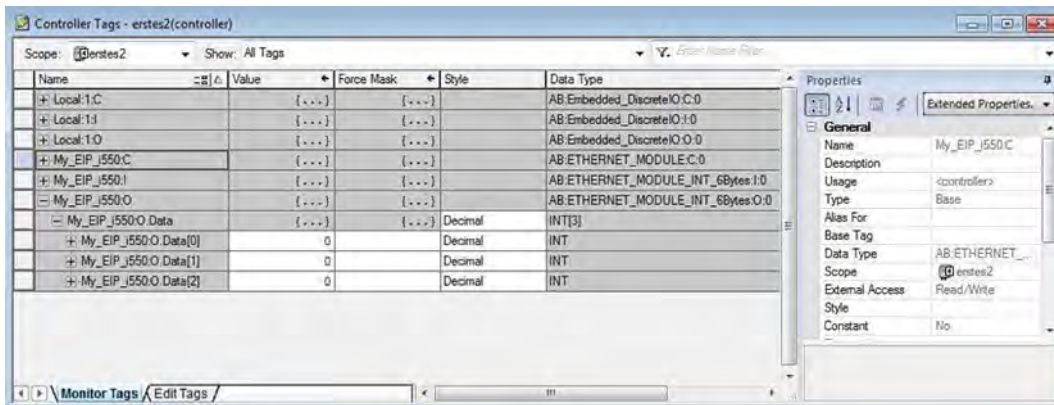 Controller Tags - erstes2(controller)
Scope: erstes2 Show: All Tags Enter Name Filter...
Name Value Force Mask Style Data Type
Local:1:C {...} {...} AB:Embedded_DiscreteIO:C:0
Local:1:I {...} {...} AB:Embedded_DiscreteIO:I:0
Local:1:O {...} {...} AB:Embedded_DiscreteIO:O:0
My_EIP_i550:C {...} {...} AB:ETHERNET_MODULE:C:0
My_EIP_i550:I {...} {...} AB:ETHERNET_MODULE_INT_6Bytes:I:0
My_EIP_i550:O {...} {...} AB:ETHERNET_MODULE_INT_6Bytes:O:0
My_EIP_i550:O.Data {...} {...} Decimal INT[3]
My_EIP_i550:O.Data[0] 0 Decimal INT
My_EIP_i550:O.Data[1] 0 Decimal INT
My_EIP_i550:O.Data[2] 0 Decimal INT
Monitor Tags Edit Tags
Properties
Extended Properties.
General
Name My_EIP_i550:C
Description
Usage <controller>
Type Base
Alias For
Base Tag
Data Type AB:ETHERNET_...
Scope erstes2
External Access Read/Write
Style
Constant No